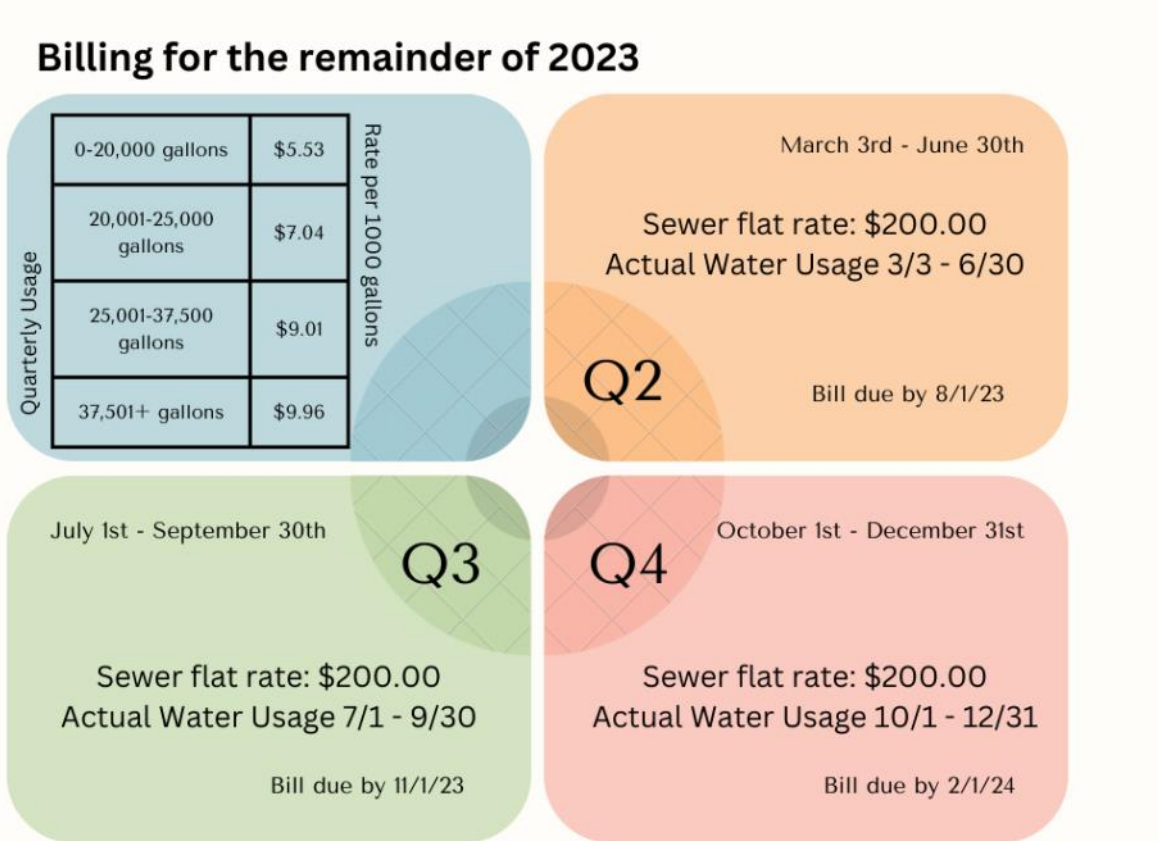 Billing for the remainder of 2023
Quarterly Usage
Rate per 1000 gallons
0-20,000 gallons $5.53
20,001-25,000
gallons
$7.04
25,001-37,500
gallons
$9.01
37,501+ gallons $9.96
March 3rd - June 30th
Sewer flat rate: $200.00
Actual Water Usage 3/3 - 6/30
Q2
Bill due by 8/1/23
July 1st - September 30th
Q3
Sewer flat rate: $200.00
Actual Water Usage 7/1 - 9/30
Bill due by 11/1/23
October 1st - December 31st
Q4
Sewer flat rate: $200.00
Actual Water Usage 10/1 - 12/31
Bill due by 2/1/24